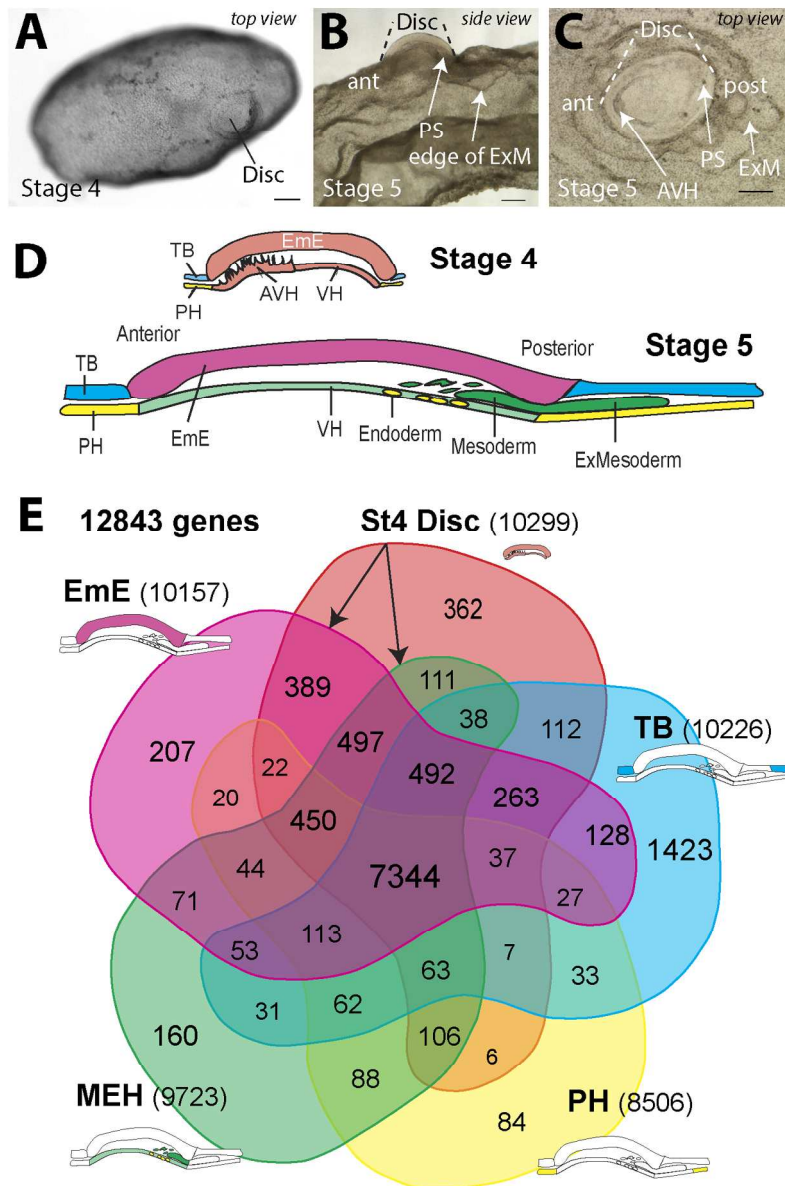 A
top view
Disc
Stage 4
B
Disc
side view
ant
PS
edge of ExM
Stage 5
C
top view
Disc
ant
post
PS
ExM
AVH
Stage 5
D
EmE
Stage 4
TB
PH
AVH
VH
Anterior
Posterior
Stage 5
TB
PH
EmE
VH
Endoderm
Mesoderm
ExMesoderm
E
12843 genes
St4 Disc (10299)
EmE (10157)
362
389
111
207
38
112
TB (10226)
497
22
492
263
20
450
128
1423
7344
37
44
71
27
113
53
7
63
33
31
62
160
106
6
88
84
MEH (9723)
PH (8506)